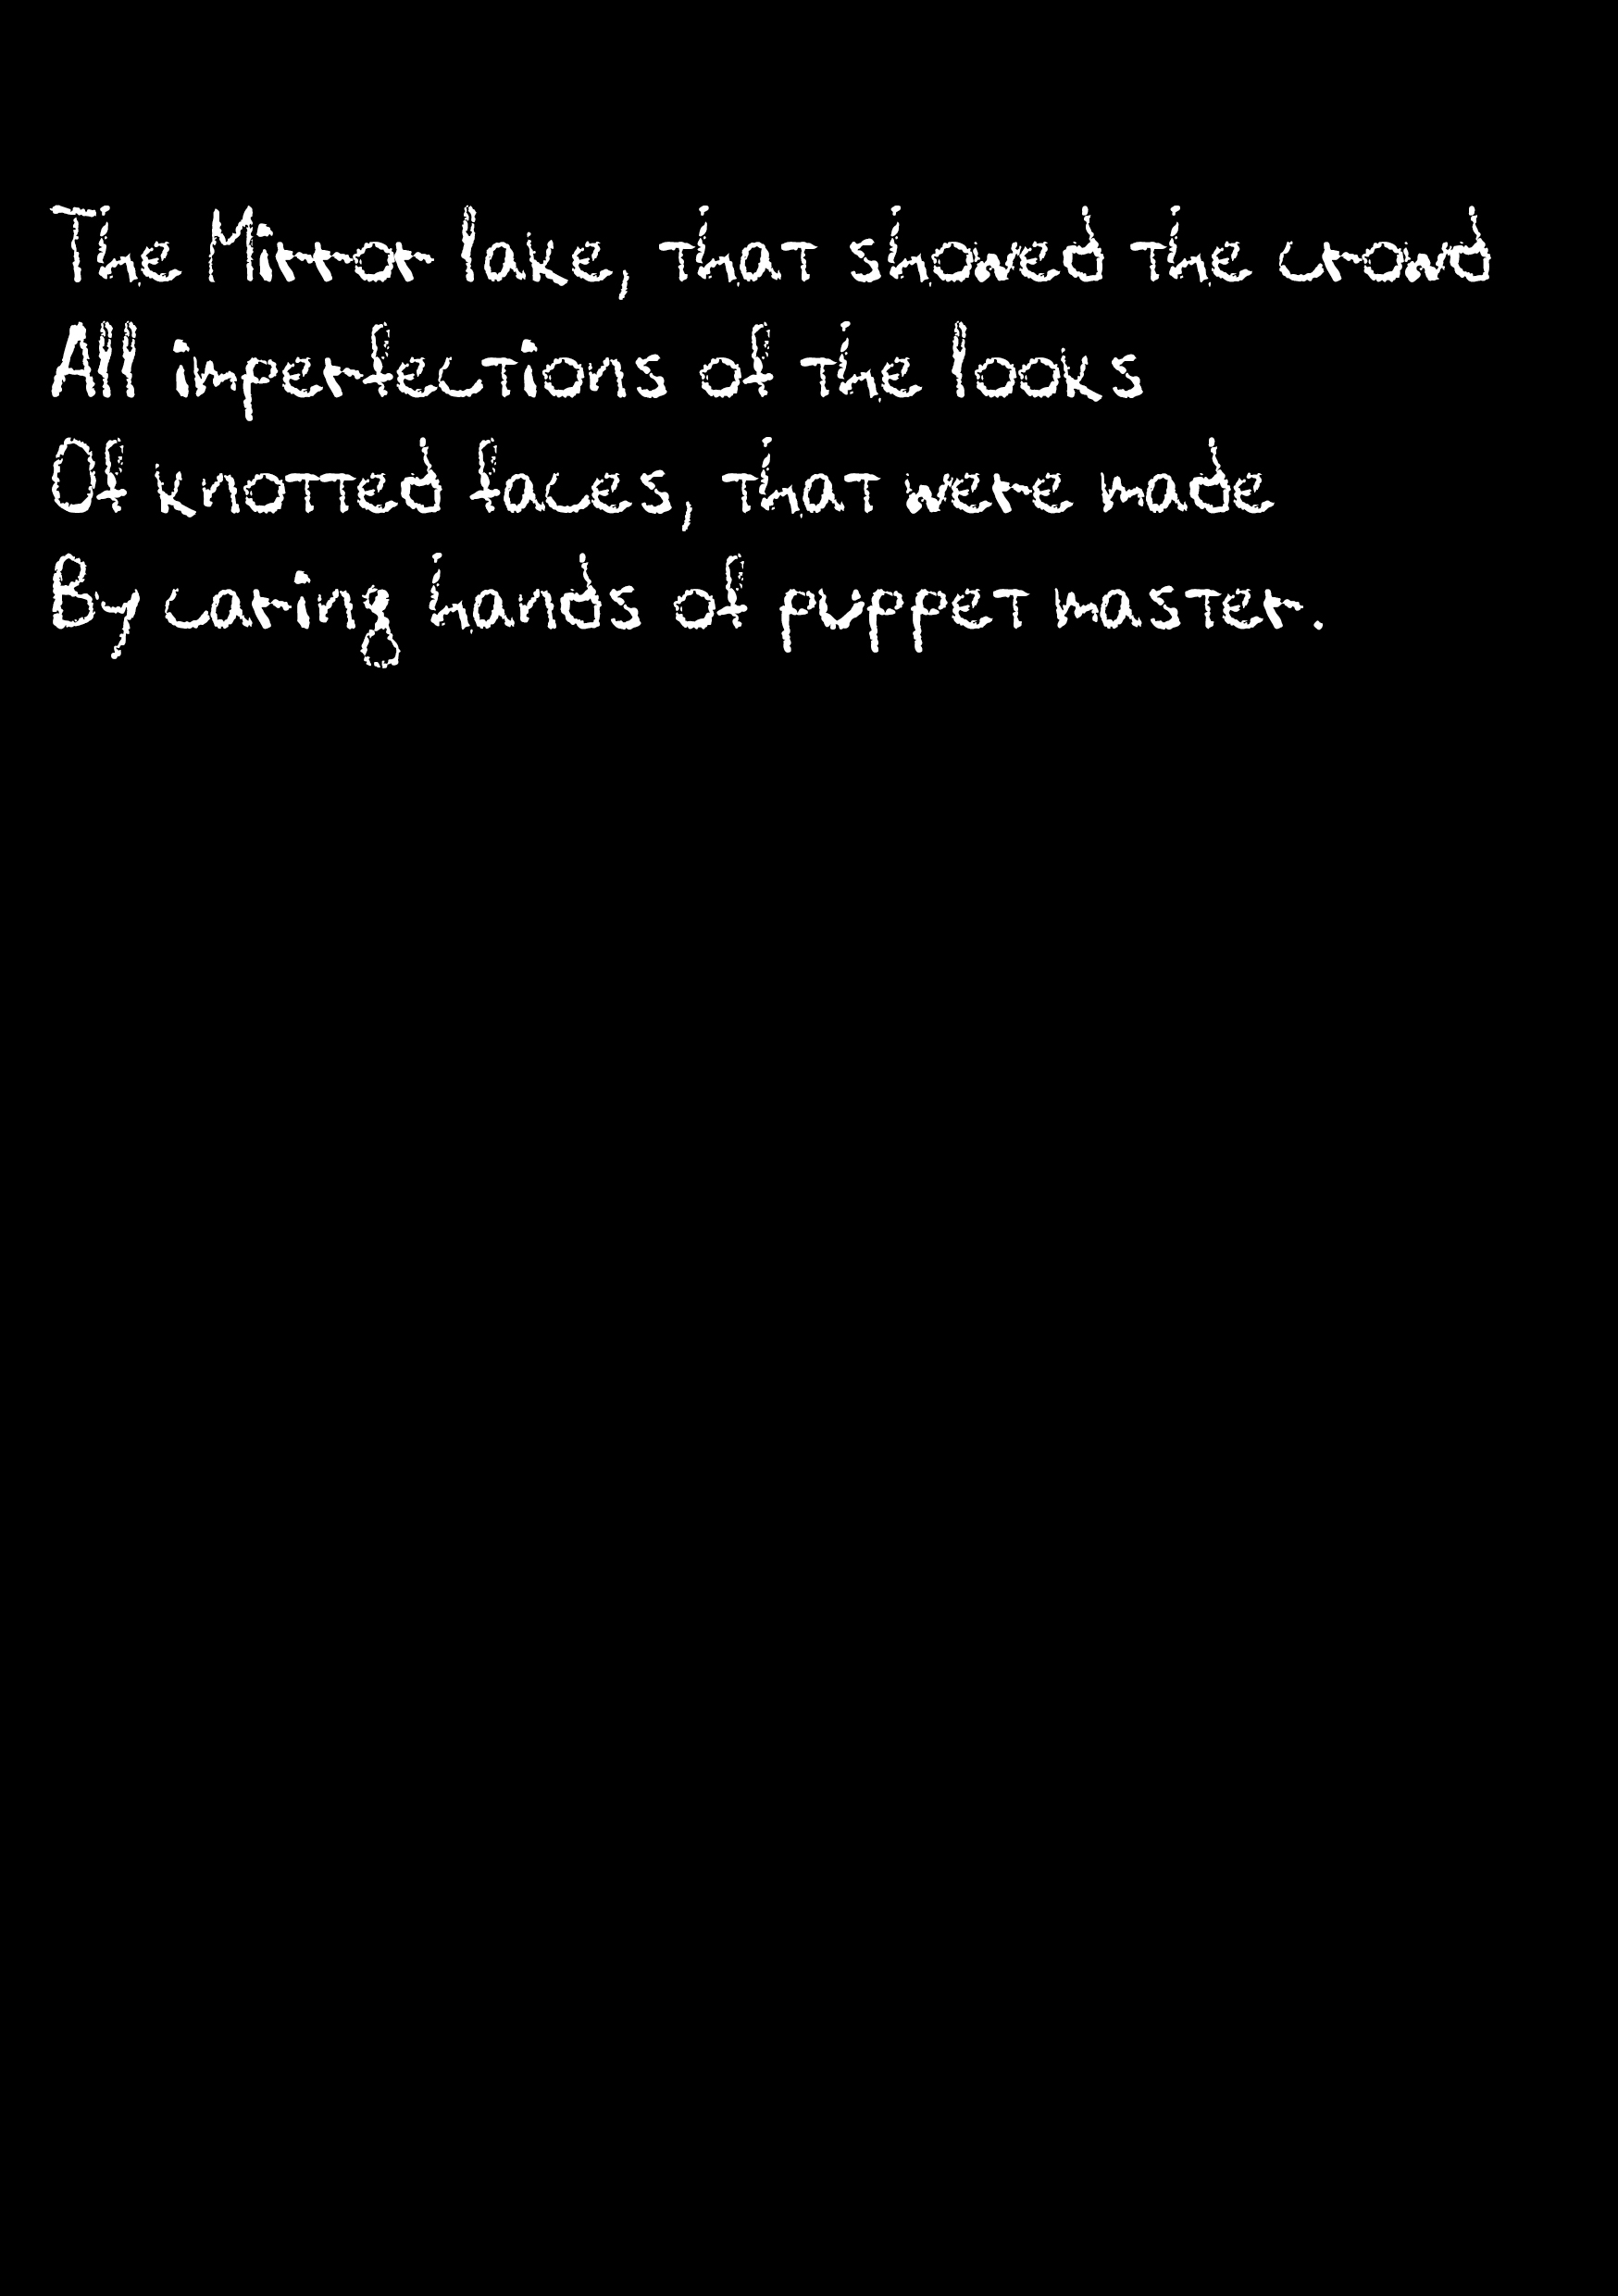 The Mirror lake, that showed the crowd
All imperfections of the looks
Of knotted faces, that were made
By caring hands of puppet master.